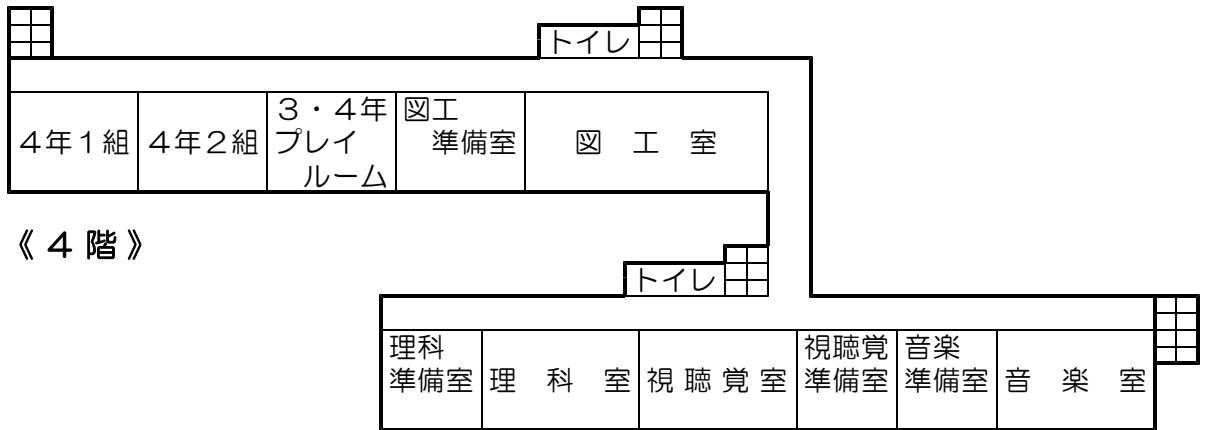 トイレ
4年1組
4年2組
3・4年
プレイ
ルーム
図工
準備室
図 工 室
《 4 階 》
トイレ
理科
準備室
理 科 室
視 聴 覚 室
視聴覚
準備室
音楽
準備室
音 楽 室